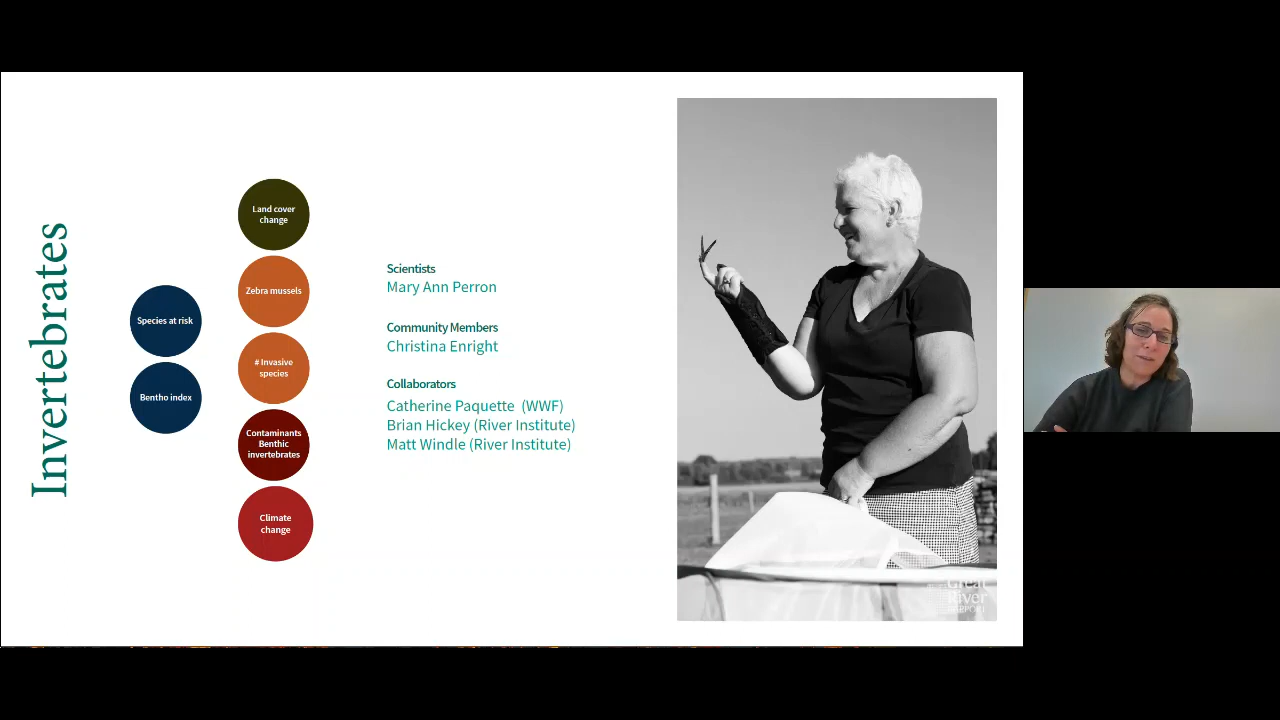 Invertebrates
Species at risk
Bentho index
Land cover
change
Zebra mussels
# Invasive
species
Contaminants
Benthic
invertebrates
Climate
change
Scientists
Mary Ann Perron
Community Members
Christina Enright
Collaborators
Catherine Paquette (WWF)
Brian Hickey (River Institute)
Matt Windle (River Institute)
Great
River